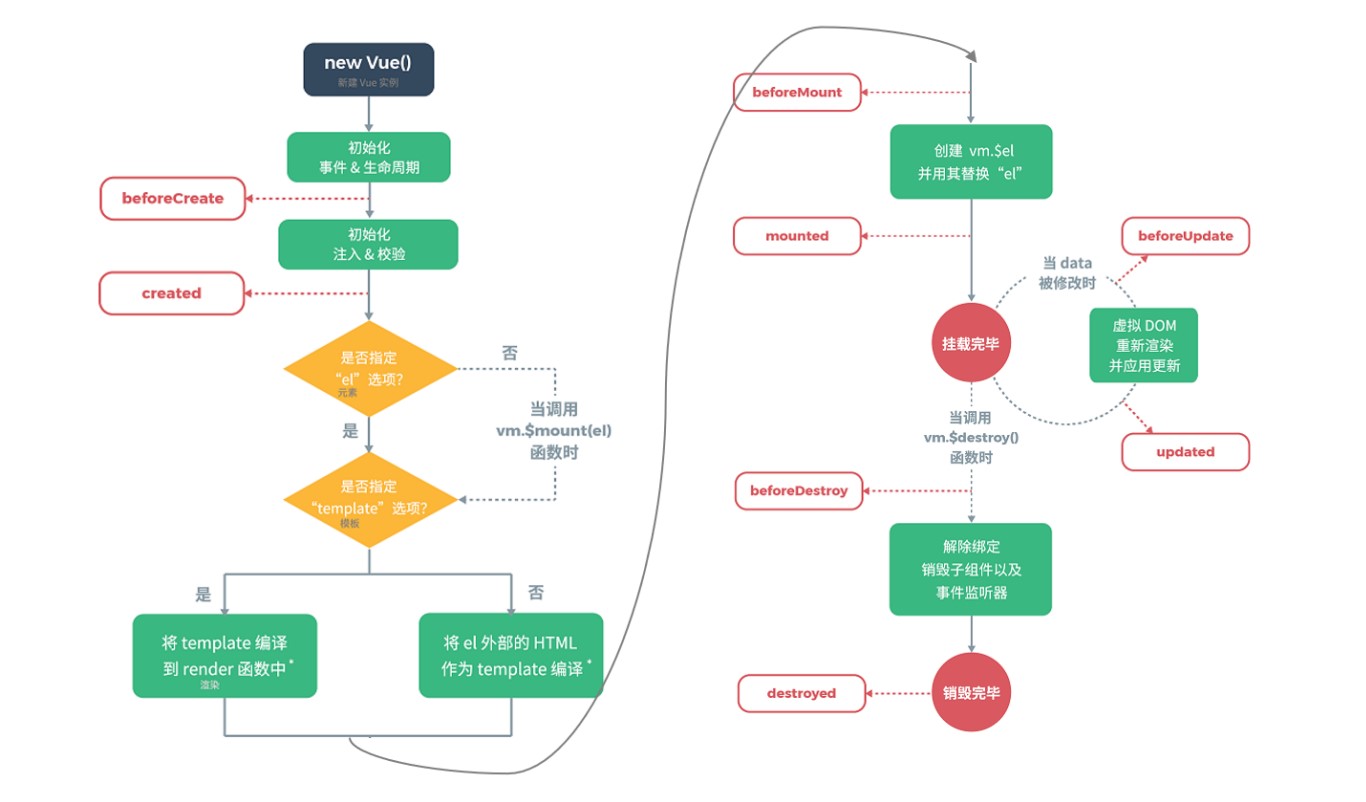 new Vue()
新建 Vue 实例
初始化
事件 & 生命周期
beforeCreate
初始化
注入 & 校验
created
是否指定
“el” 选项？
元素
否
当调用
vm.$mount(el)
函数时
是
是否指定
“template” 选项？
模板
是
否
将 template 编译
到 render 函数中*
渲染
将 el 外部的 HTML
作为 template 编译*
beforeMount
创建 vm.$el
并用其替换“el”
mounted
beforeUpdate
当 data
被修改时
挂载完毕
虚拟 DOM
重新渲染
并应用更新
updated
当调用
vm.$destroy()
函数时
beforeDestroy
解除绑定
销毁子组件以及
事件监听器
destroyed
销毁完毕